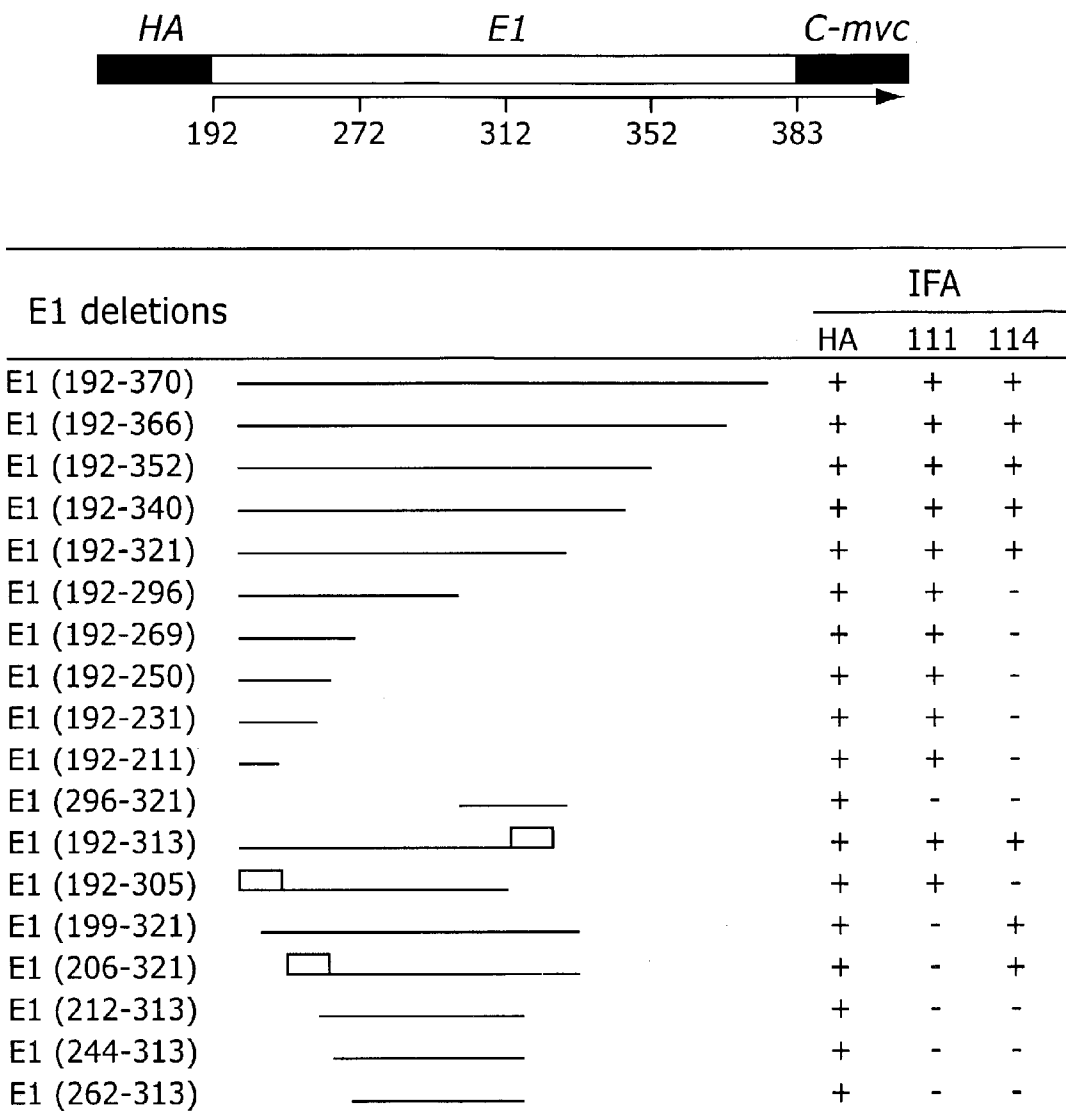 HA E1 C-mvc
192 272 312 352 383
E1 deletions
IFA
HA 111 114
E1 (192-370) + + +
E1 (192-366) + + +
E1 (192-352) + + +
E1 (192-340) + + +
E1 (192-321) + + +
E1 (192-296) + + -
E1 (192-269) + + -
E1 (192-250) + + -
E1 (192-231) + + -
E1 (192-211) + + -
E1 (296-321) + - -
E1 (192-313) + + +
E1 (192-305) + + -
E1 (199-321) + - +
E1 (206-321) + - +
E1 (212-313) + - -
E1 (244-313) + - -
E1 (262-313) + - -